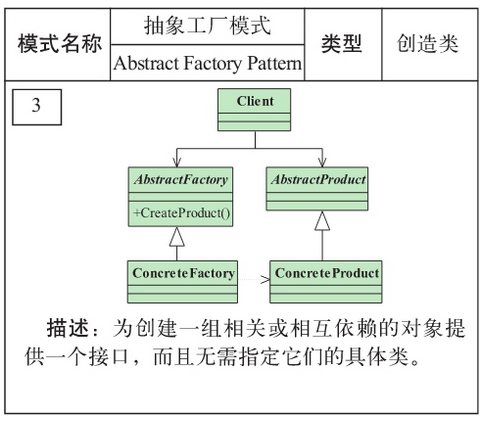 模式名称
抽象工厂模式
Abstract Factory Pattern
类型
创造类
3
Client
AbstractFactory
AbstractProduct
+CreateProduct()
ConcreteFactory
ConcreteProduct
描述：为创建一组相关或相互依赖的对象提
供一个接口，而且无需指定它们的具体类。